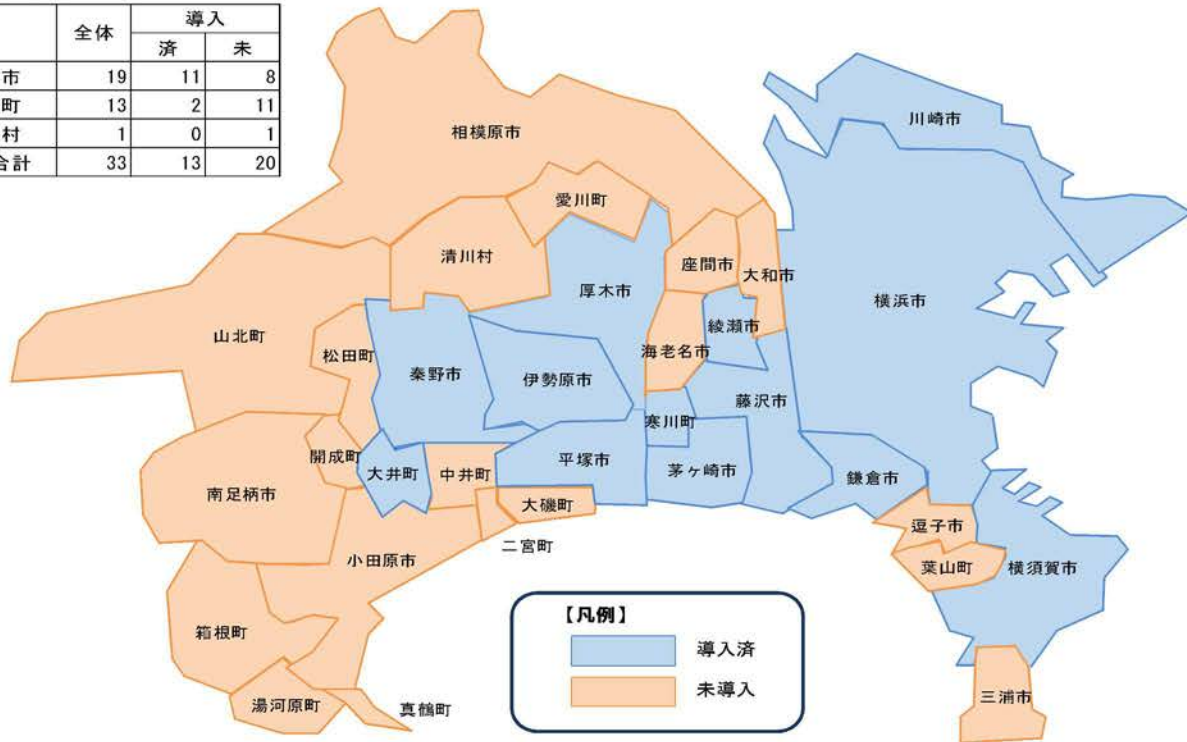 全体 導入
済 未
市 19 11 8
町 13 2 11
村 1 0 1
合計 33 13 20
川崎市
相模原市
愛川町
清川村
座間市
大和市
厚木市
横浜市
綾瀬市
山北町
松田町
海老名市
秦野市
伊勢原市
藤沢市
寒川町
開成町
大井町
中井町
平塚市
茅ヶ崎市
鎌倉市
南足柄市
大磯町
逗子市
二宮町
小田原市
葉山町
横須賀市
箱根町
【凡例】
導入済
未導入
三浦市
湯河原町
真鶴町